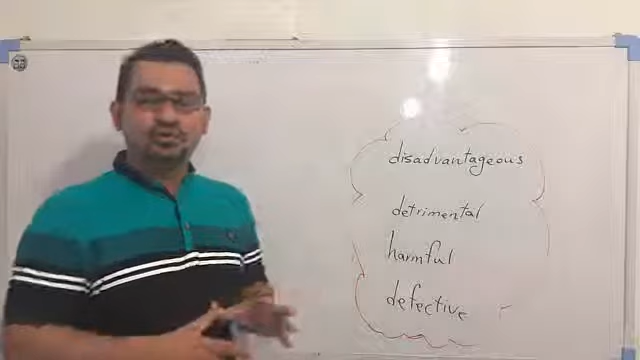 disadvantageous
detrimental
harmful
defective